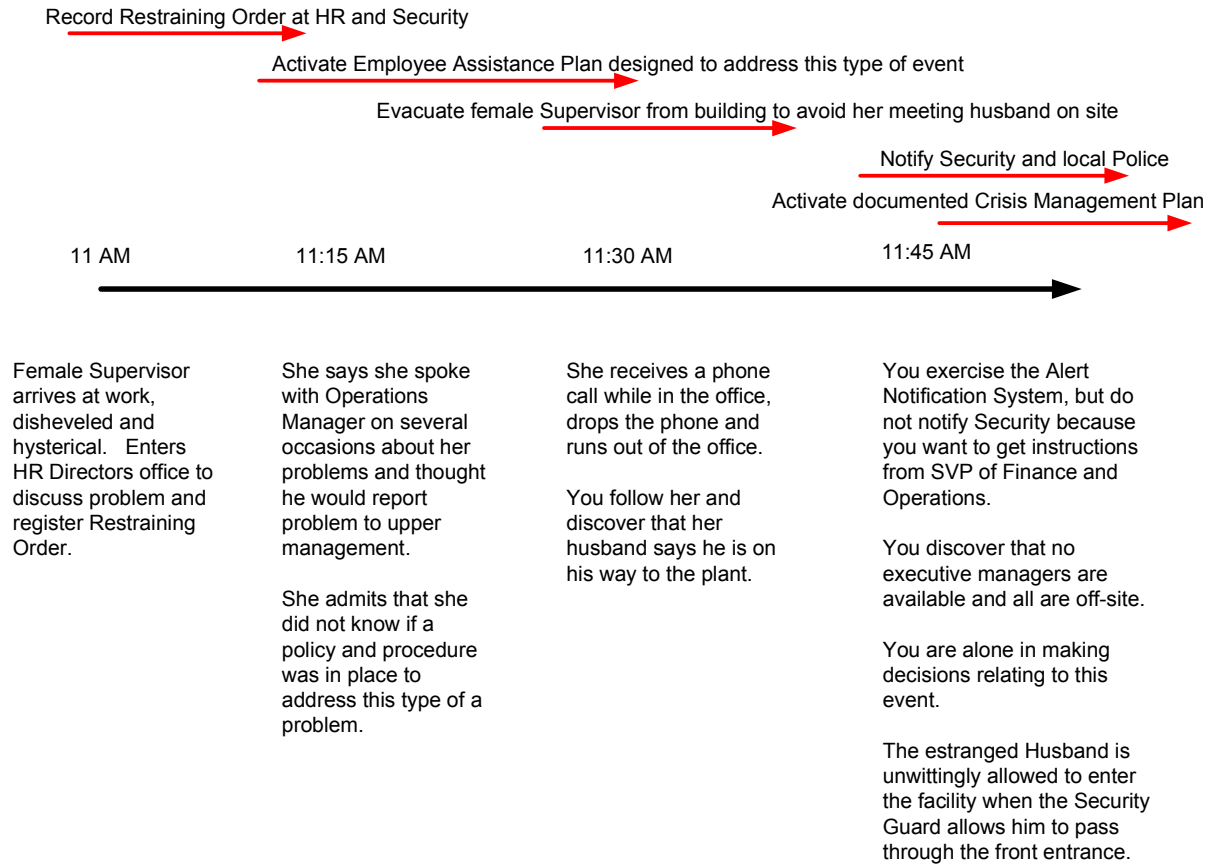 Record Restraining Order at HR and Security
Activate Employee Assistance Plan designed to address this type of event
Evacuate female Supervisor from building to avoid her meeting husband on site
Notify Security and local Police
Activate documented Crisis Management Plan
11 AM
11:15 AM
11:30 AM
11:45 AM
Female Supervisor
arrives at work,
disheveled and
hysterical.   Enters
HR Directors office to
discuss problem and
register Restraining
Order.
She says she spoke
with Operations
Manager on several
occasions about her
problems and thought
he would report
problem to upper
management.
She admits that she
did not know if a
policy and procedure
was in place to
address this type of a
problem.
She receives a phone
call while in the office,
drops the phone and
runs out of the office.
You follow her and
discover that her
husband says he is on
his way to the plant.
You exercise the Alert
Notification System, but do
not notify Security because
you want to get instructions
from SVP of Finance and
Operations.
You discover that no
executive managers are
available and all are off-site.
You are alone in making
decisions relating to this
event.
The estranged Husband is
unwittingly allowed to enter
the facility when the Security
Guard allows him to pass
through the front entrance.